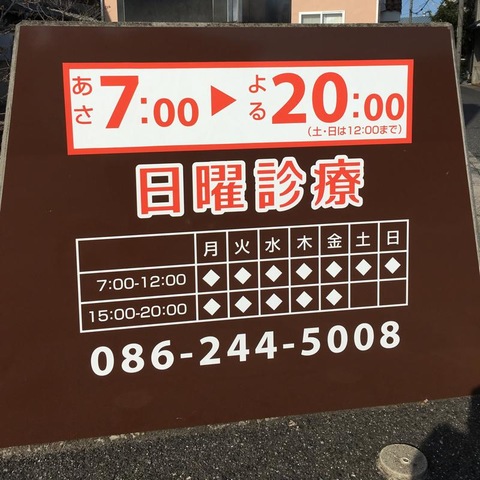 あさ7:00▶よる20:00
(土・日は12:00まで)
日曜診療
月 火 水 木 金 土 日
7:00-12:00 ◆ ◆ ◆ ◆ ◆ ◆ ◆
15:00-20:00 ◆ ◆ ◆ ◆ ◆
086-244-5008